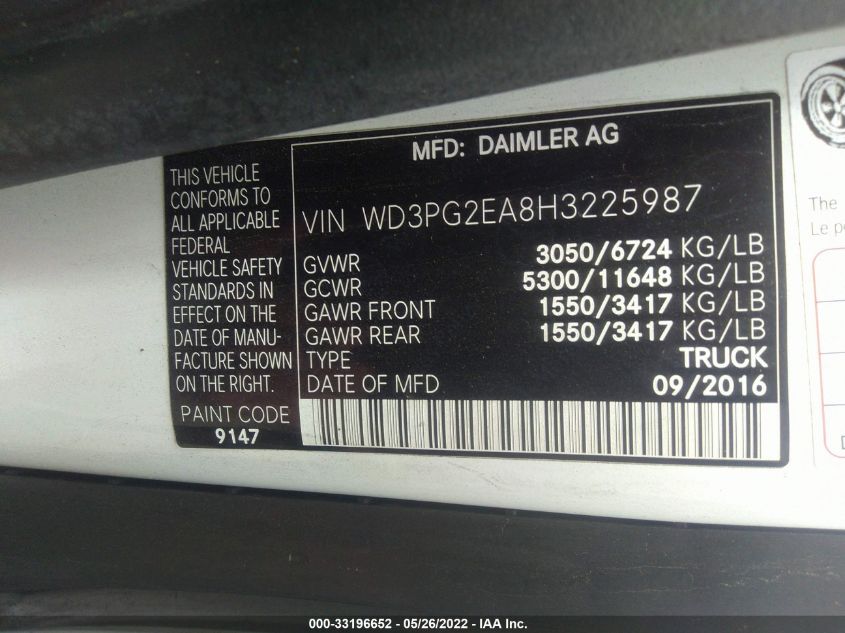 MFD: DAIMLER AG
THIS VEHICLE
CONFORMS TO
ALL APPLICABLE
FEDERAL
VEHICLE SAFETY
STANDARDS IN
EFFECT ON THE
DATE OF MANU-
FACTURE SHOWN
ON THE RIGHT.
PAINT CODE
9147
VIN WD3PG2EA8H3225987
GVWR 3050/6724 KG/LB
GCWR 5300/11648 KG/LB
GAWR FRONT 1550/3417 KG/LB
GAWR REAR 1550/3417 KG/LB
TYPE TRUCK
DATE OF MFD 09/2016
The
Le p
D
000-33196652 - 05/26/2022 - IAA Inc.